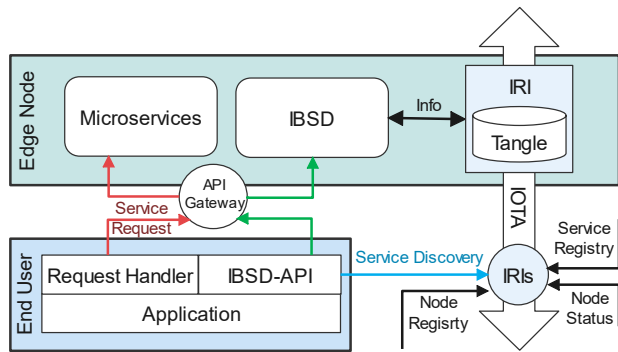 Edge Node
Microservices
IBSD
Info
IRI
Tangle
API
Gateway
Service
Request
IOTA
End User
Request Handler
IBSD-API
Application
Service Discovery
IRIs
Service
Registry
Node
Regisrty
Node
Status